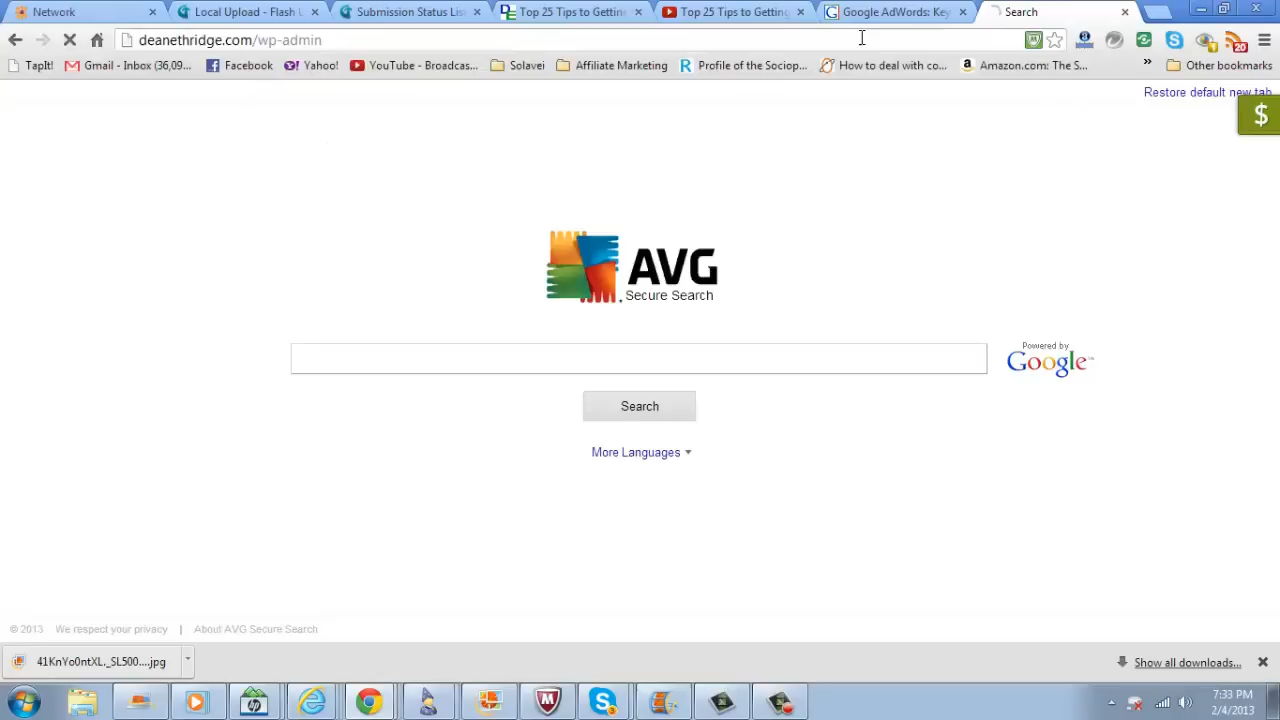 Network
Local Upload - Flash U
Submission Status Lis
Top 25 Tips to Gettin
Top 25 Tips to Getting
Google AdWords: Key
Search
deanethridge.com/wp-admin
20
TapIt!
Gmail - Inbox (36,09...
Facebook
Yahoo!
YouTube - Broadcas...
Solavei
Affiliate Marketing
Profile of the Sociop...
How to deal with co...
Amazon.com: The S...
»
Other bookmarks
Restore default new tab
$
AVG
Secure Search
Powered by
Google
Search
More Languages
© 2013 We respect your privacy | About AVG Secure Search
41KnYo0ntXL._SL500....jpg
Show all downloads...
hp
3
7:33 PM
2/4/2013